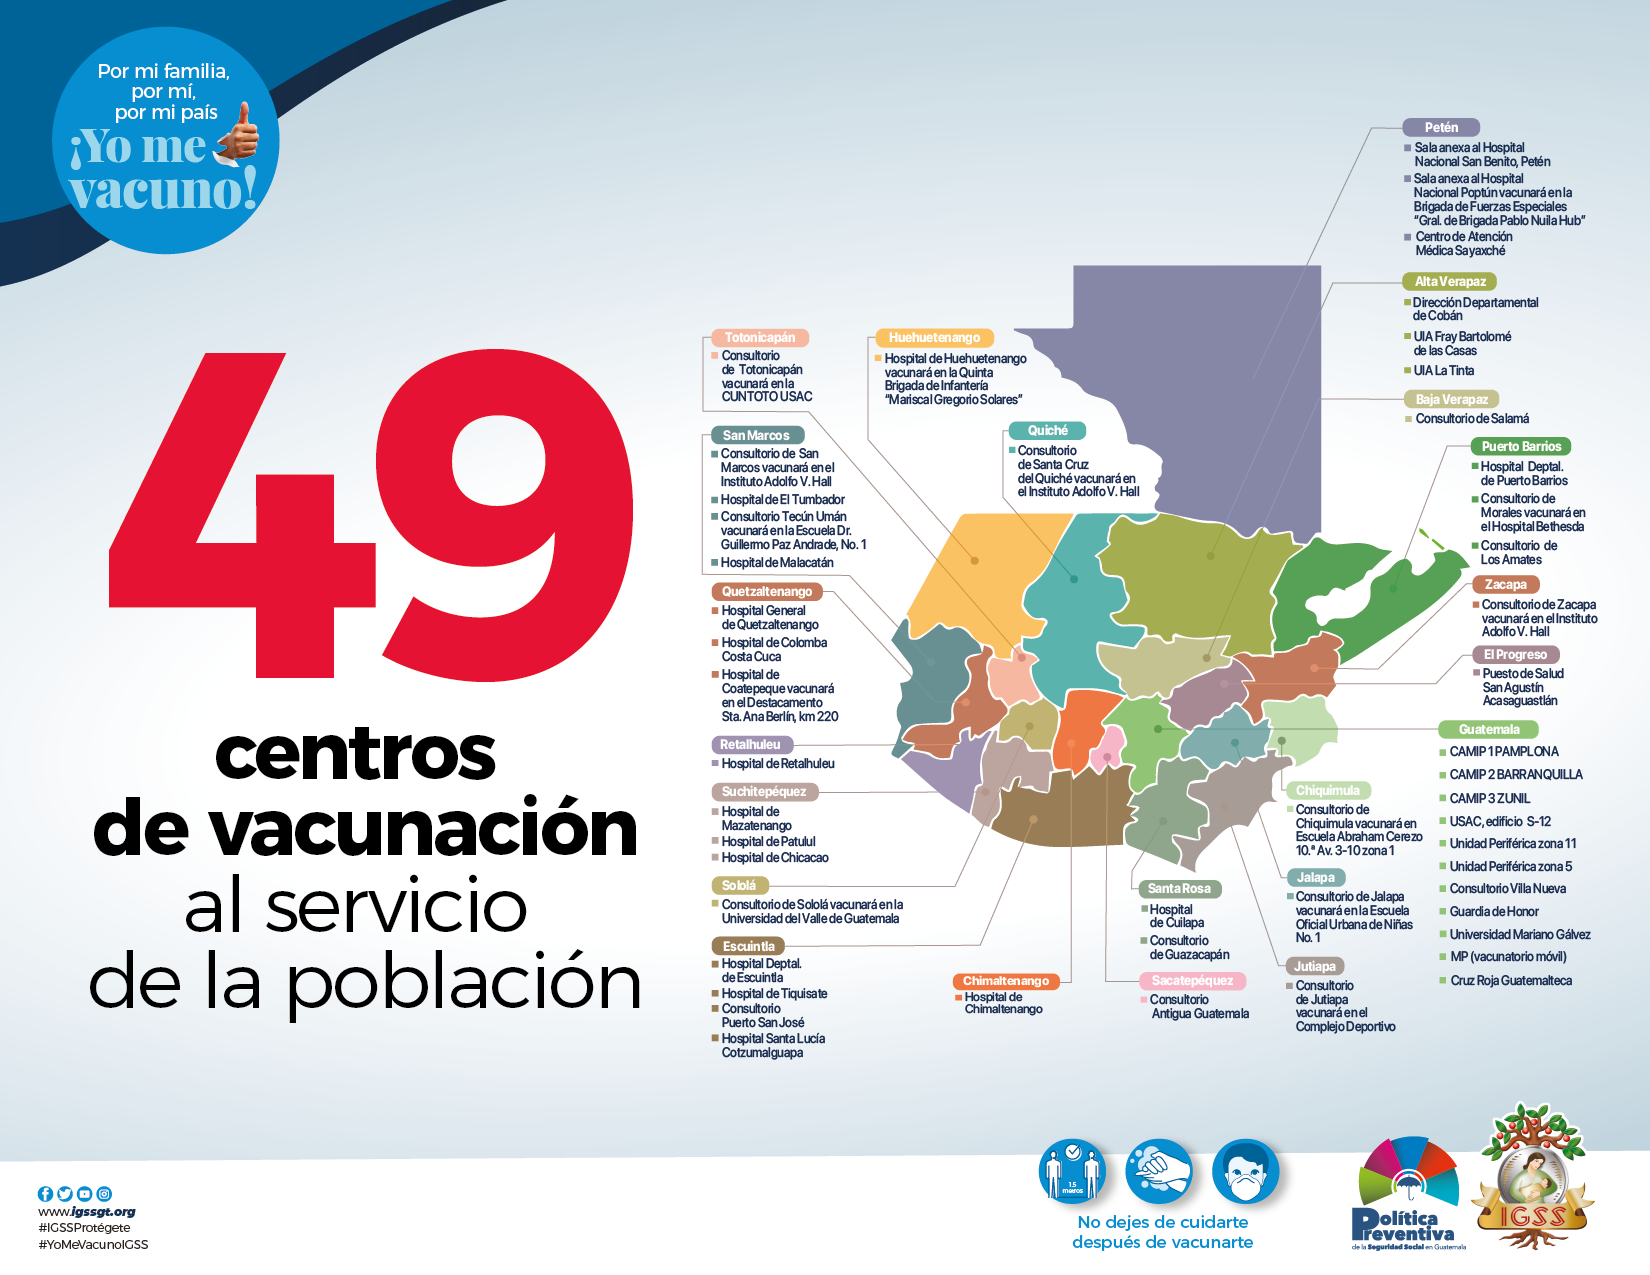 Por mi familia,
por mí,
por mi país
¡Yo me
vacuno!
49
centros
de vacunación
al servicio
de la población
Totonicapán
Consultorio
de Totonicapán
vacunará en la
CUNTOTO USAC
San Marcos
Consultorio de San
Marcos vacunará en el
Instituto Adolfo V. Hall
Hospital de El Tumbador
Consultorio Tecún Umán
vacunará en la Escuela Dr.
Guillermo Paz Andrade, No. 1
Hospital de Malacatán
Quetzaltenango
Hospital General
de Quetzaltenango
Hospital de Colomba
Costa Cuca
Hospital de
Coatepeque vacunará
en el Destacamento
Sta. Ana Berlín, km 220
Retalhuleu
Hospital de Retalhuleu
Suchitepéquez
Hospital de
Mazatenango
Hospital de Patulul
Hospital de Chicacao
Sololá
Consultorio de Sololá vacunará en la
Universidad del Valle de Guatemala
Escuintla
Hospital Deptal.
de Escuintla
Hospital de Tiquisate
Consultorio
Puerto San José
Hospital Santa Lucía
Cotzumalguapa
Huehuetenango
Hospital de Huehuetenango
vacunará en la Quinta
Brigada de Infantería
“Mariscal Gregorio Solares”
Quiché
Consultorio
de Santa Cruz
del Quiché vacunará en
el Instituto Adolfo V. Hall
Chimaltenango
Hospital de
Chimaltenango
Santa Rosa
Hospital
de Cuilapa
Consultorio
de Guazacapán
Sacatepéquez
Consultorio
Antigua Guatemala
Petén
Sala anexa al Hospital
Nacional San Benito, Petén
Sala anexa al Hospital
Nacional Poptún vacunará en la
Brigada de Fuerzas Especiales
“Gral. de Brigada Pablo Nuila Hub”
Centro de Atención
Médica Sayaxché
Alta Verapaz
Dirección Departamental
de Cobán
UIA Fray Bartolomé
de las Casas
UIA La Tinta
Baja Verapaz
Consultorio de Salamá
Puerto Barrios
Hospital Deptal.
de Puerto Barrios
Consultorio de
Morales vacunará en
el Hospital Bethesda
Consultorio de
Los Amates
Zacapa
Consultorio de Zacapa
vacunará en el Instituto
Adolfo V. Hall
El Progreso
Puesto de Salud
San Agustín
Acasaguastlán
Chiquimula
Consultorio de
Chiquimula vacunará en
Escuela Abraham Cerezo
10.ª Av. 3-10 zona 1
Jalapa
Consultorio de Jalapa
vacunará en la Escuela
Oficial Urbana de Niñas
No. 1
Jutiapa
Consultorio
de Jutiapa
vacunará en el
Complejo Deportivo
Guatemala
CAMIP 1 PAMPLONA
CAMIP 2 BARRANQUILLA
CAMIP 3 ZUNIL
USAC, edificio S-12
Unidad Periférica zona 11
Unidad Periférica zona 5
Consultorio Villa Nueva
Guardia de Honor
Universidad Mariano Gálvez
MP (vacunatorio móvil)
Cruz Roja Guatemalteca
www.igssgt.org
#IGSSProtégete
#YoMeVacunoIGSS
1.5
metros
No dejes de cuidarte
después de vacunarte
Política
Preventiva
de la Seguridad Social en Guatemala
IGSS